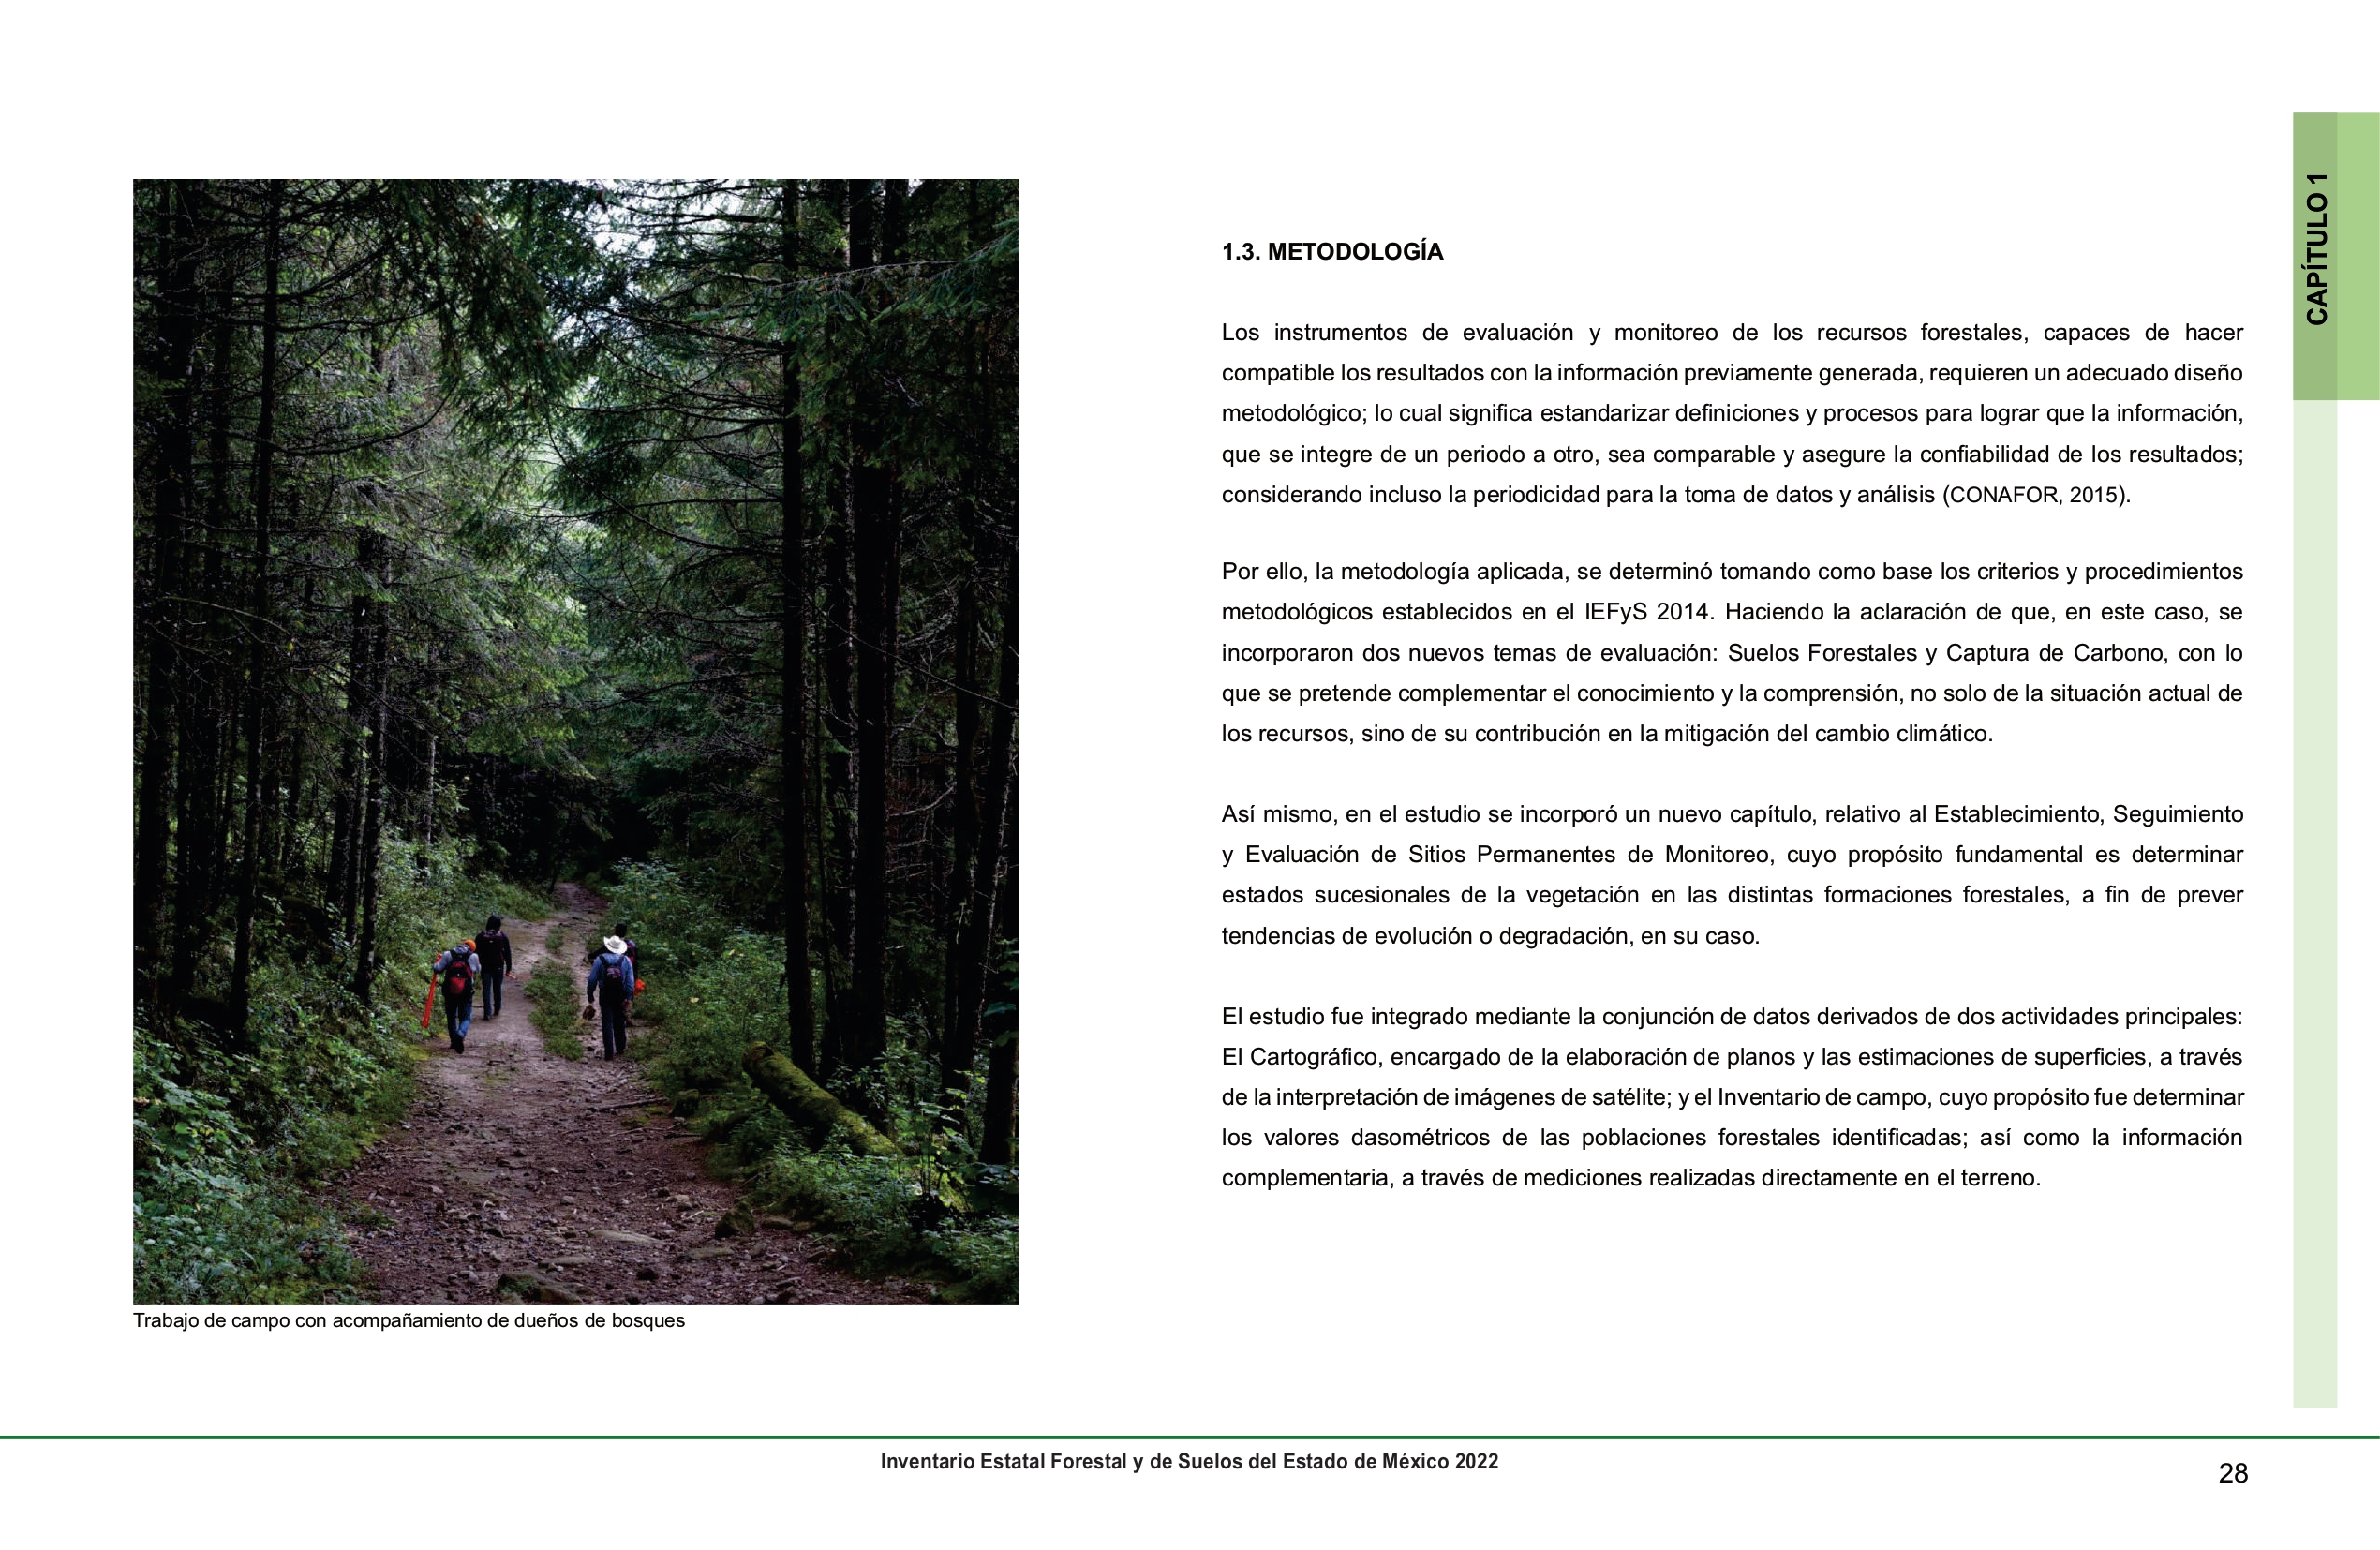 CAPÍTULO 1
1.3. METODOLOGÍA
Los instrumentos de evaluación y monitoreo de los recursos forestales, capaces de hacer
compatible los resultados con la información previamente generada, requieren un adecuado diseño
metodológico; lo cual significa estandarizar definiciones y procesos para lograr que la información,
que se integre de un periodo a otro, sea comparable y asegure la confiabilidad de los resultados;
considerando incluso la periodicidad para la toma de datos y análisis (CONAFOR, 2015).
Por ello, la metodología aplicada, se determinó tomando como base los criterios y procedimientos
metodológicos establecidos en el IEFyS 2014. Haciendo la aclaración de que, en este caso, se
incorporaron dos nuevos temas de evaluación: Suelos Forestales y Captura de Carbono, con lo
que se pretende complementar el conocimiento y la comprensión, no solo de la situación actual de
los recursos, sino de su contribución en la mitigación del cambio climático.
Así mismo, en el estudio se incorporó un nuevo capítulo, relativo al Establecimiento, Seguimiento
y Evaluación de Sitios Permanentes de Monitoreo, cuyo propósito fundamental es determinar
estados sucesionales de la vegetación en las distintas formaciones forestales, a fin de prever
tendencias de evolución o degradación, en su caso.
El estudio fue integrado mediante la conjunción de datos derivados de dos actividades principales:
El Cartográfico, encargado de la elaboración de planos y las estimaciones de superficies, a través
de la interpretación de imágenes de satélite; y el Inventario de campo, cuyo propósito fue determinar
los valores dasométricos de las poblaciones forestales identificadas; así como la información
complementaria, a través de mediciones realizadas directamente en el terreno.
Trabajo de campo con acompañamiento de dueños de bosques
Inventario Estatal Forestal y de Suelos del Estado de México 2022
28